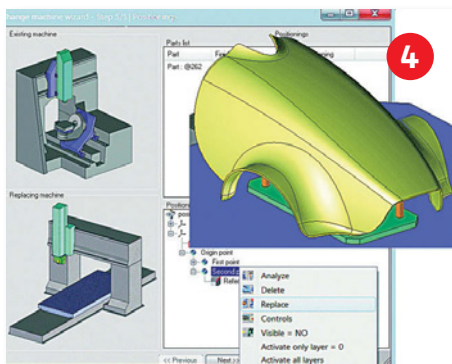 hange machine wizard - Step 1/5 | Positionings
Existing machine
Parts list
Positionings
Part
Part : @262
4
Replacing machine
Origin point
First point
Second p
Analyze
Delete
Replace
Controls
Visible = NO
Activate only layer = 0
Activate all layers
<< Previous
Next >>